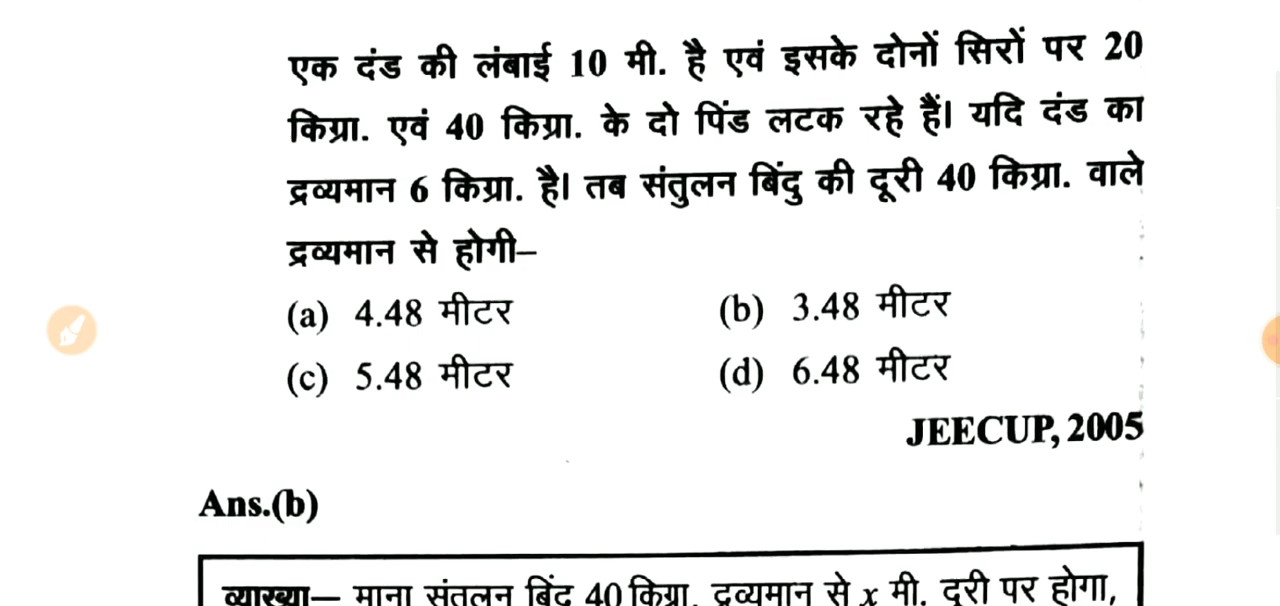 एक दंड की लंबाई 10 मी. है एवं इसके दोनों सिरों पर 20
किग्रा. एवं 40 किग्रा. के दो पिंड लटक रहे हैं। यदि दंड का
द्रव्यमान 6 किग्रा. है। तब संतुलन बिंदु की दूरी 40 किग्रा. वाले
द्रव्यमान से होगी–
(a) 4.48 मीटर (b) 3.48 मीटर
(c) 5.48 मीटर (d) 6.48 मीटर
JEECUP, 2005
Ans.(b)
व्याख्या– माना संतुलन बिंदु 40 किग्रा. द्रव्यमान से x मी. दूरी पर होगा,